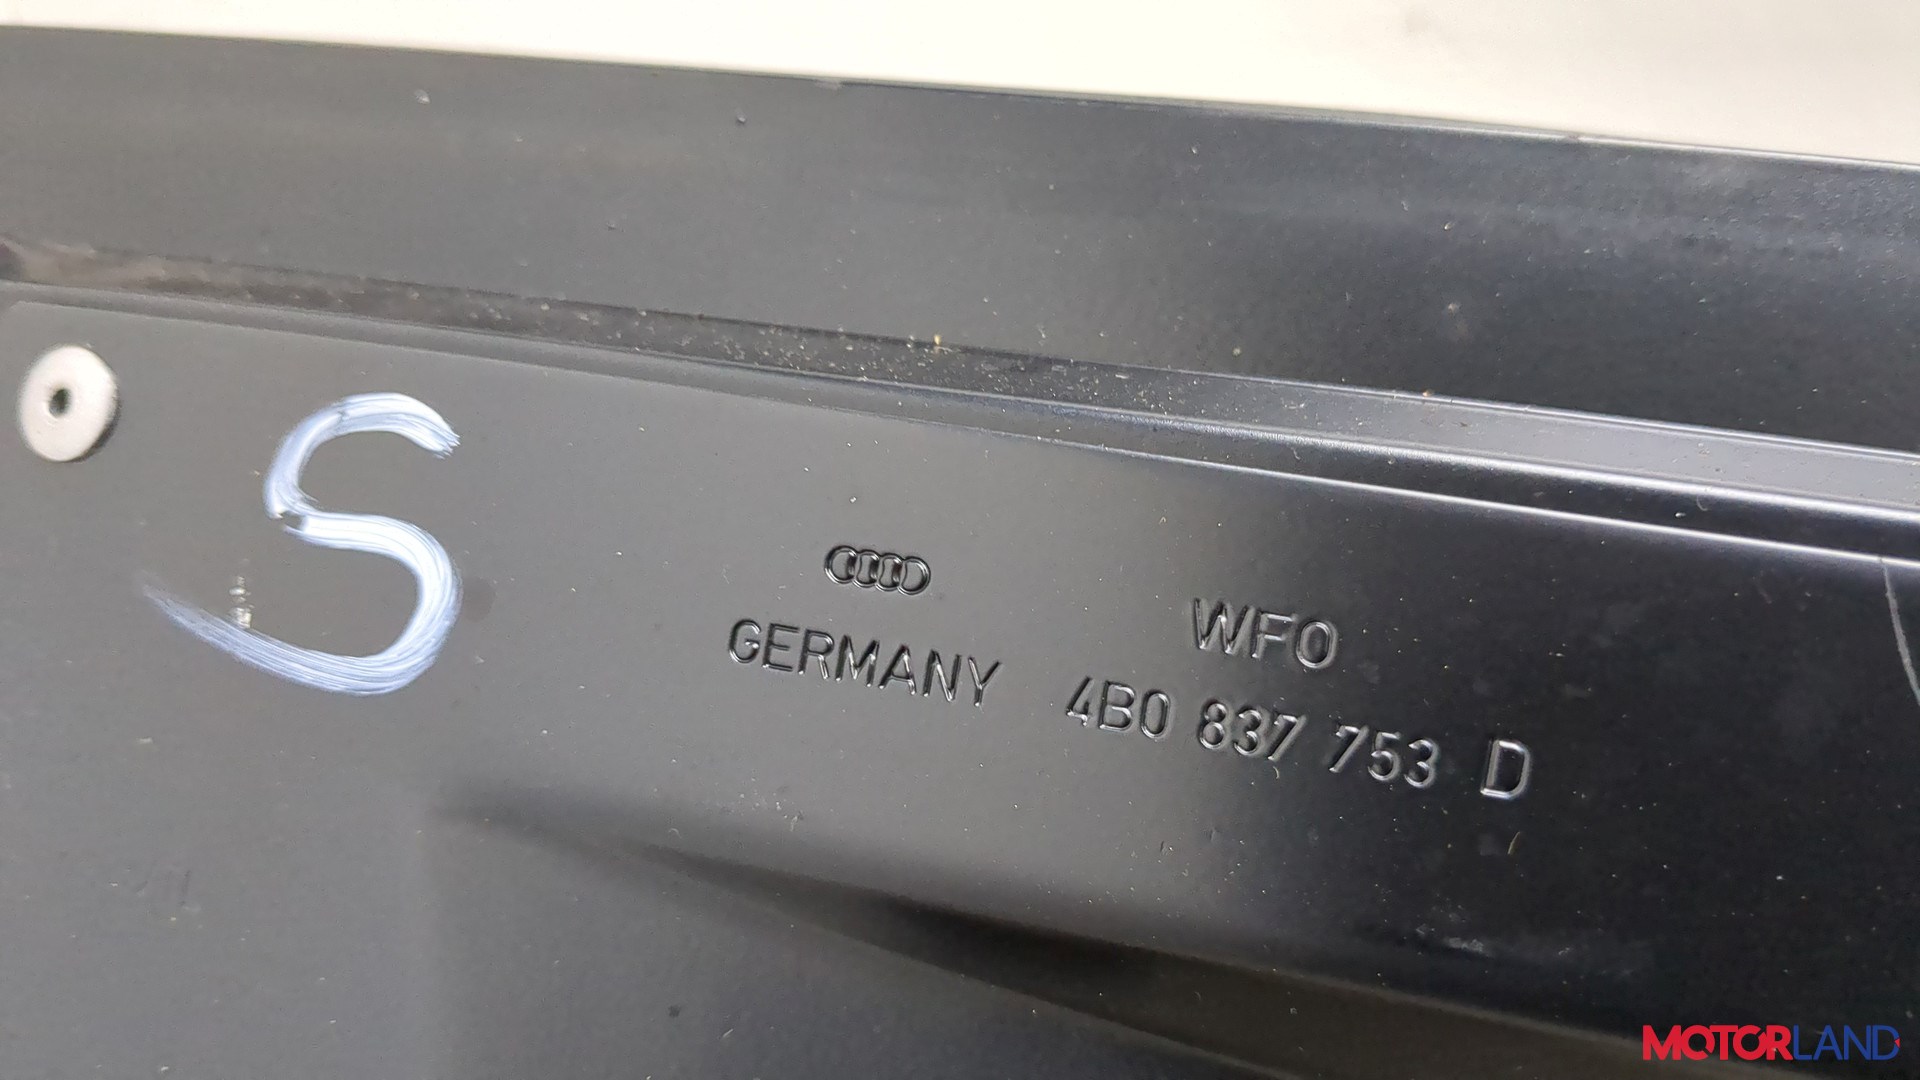 S
WFO
GERMANY 4B0 837 753 D
MOTORLAND